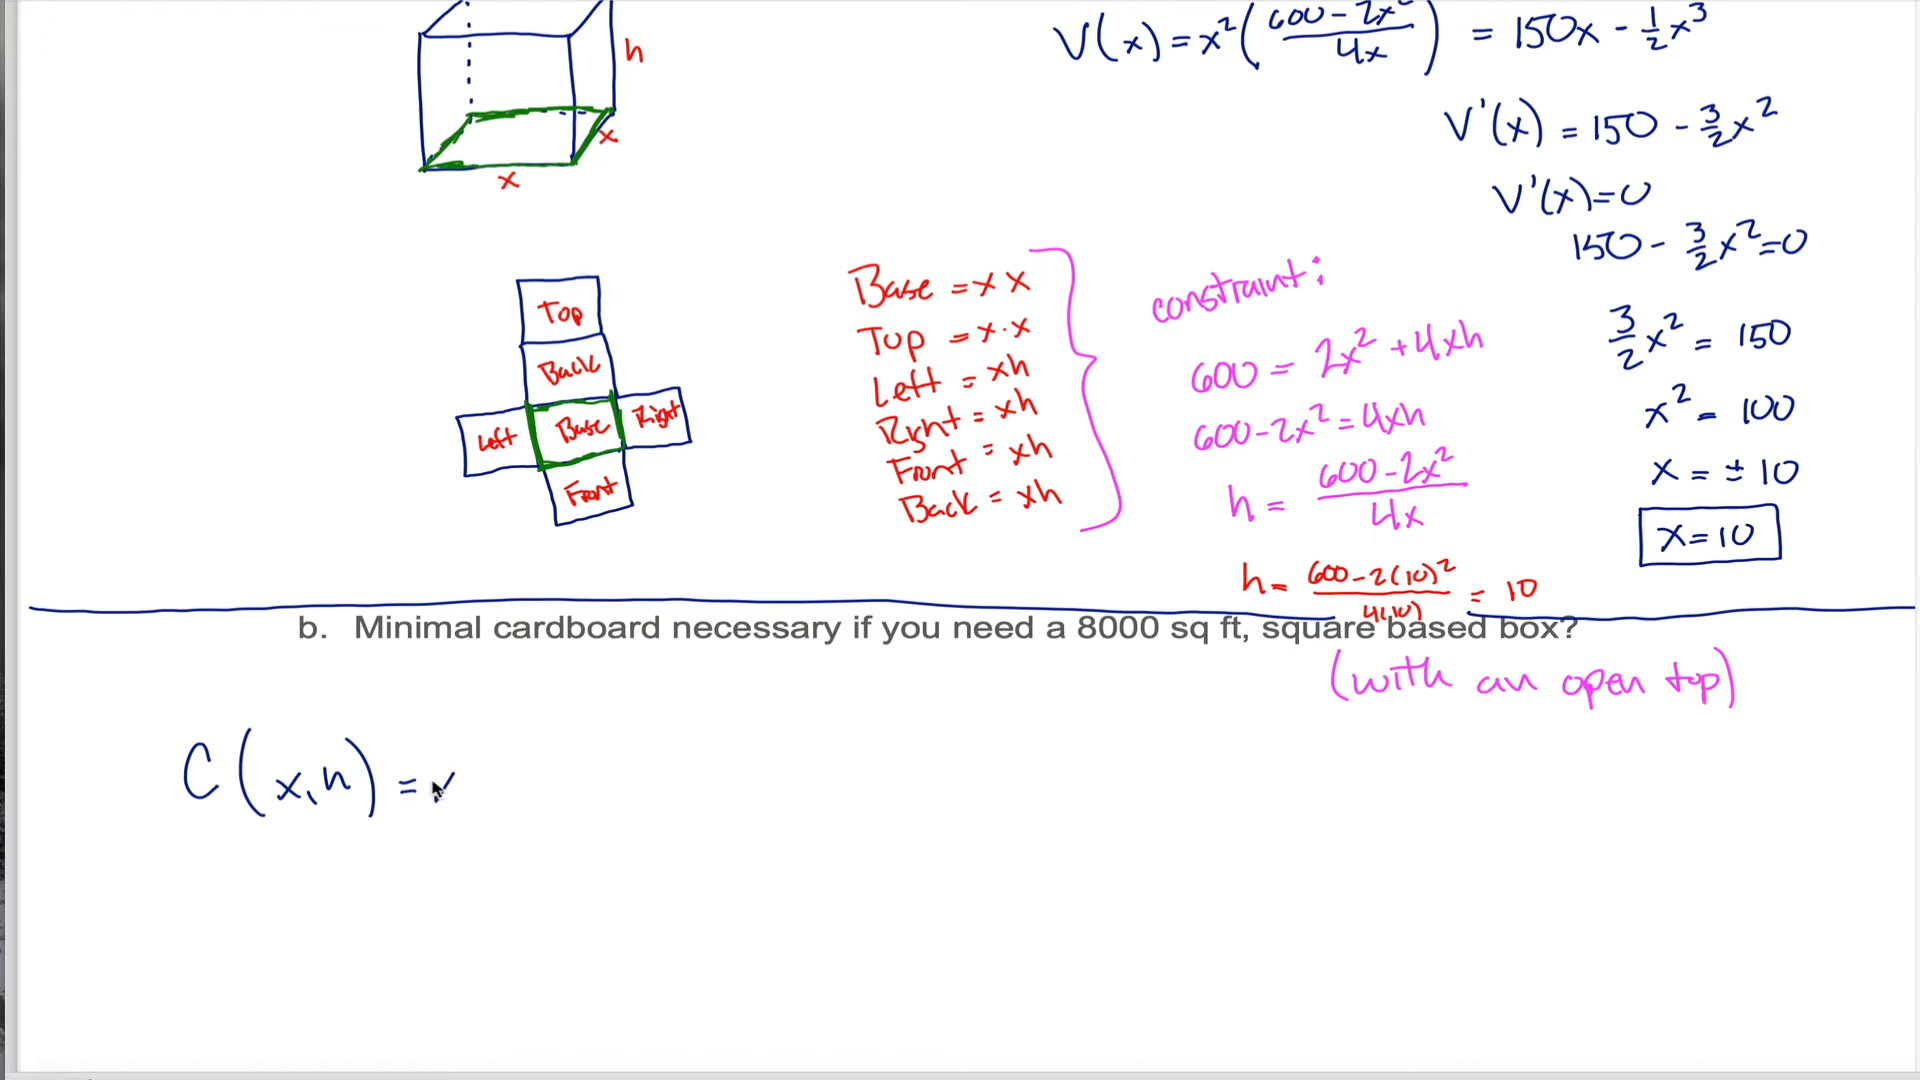 h
x
x
V(x) = x²(600-2x²/4x) = 150x - 1/2x³
V'(x) = 150 - 3/2x²
V'(x)=0
150 - 3/2x²=0
3/2x² = 150
x² = 100
x = ± 10
x=10
Top
Back
Left
Base
Right
Front
Base = x x
Top = x·x
Left = xh
Right = xh
Front = xh
Back = xh
constraint:
600 = 2x² + 4xh
600-2x² = 4xh
h = 600-2x²/4x
h = 600-2(10)²/4(10) = 10
b. Minimal cardboard necessary if you need a 8000 sq ft, square based box?
(with an open top)
C(x,h) =